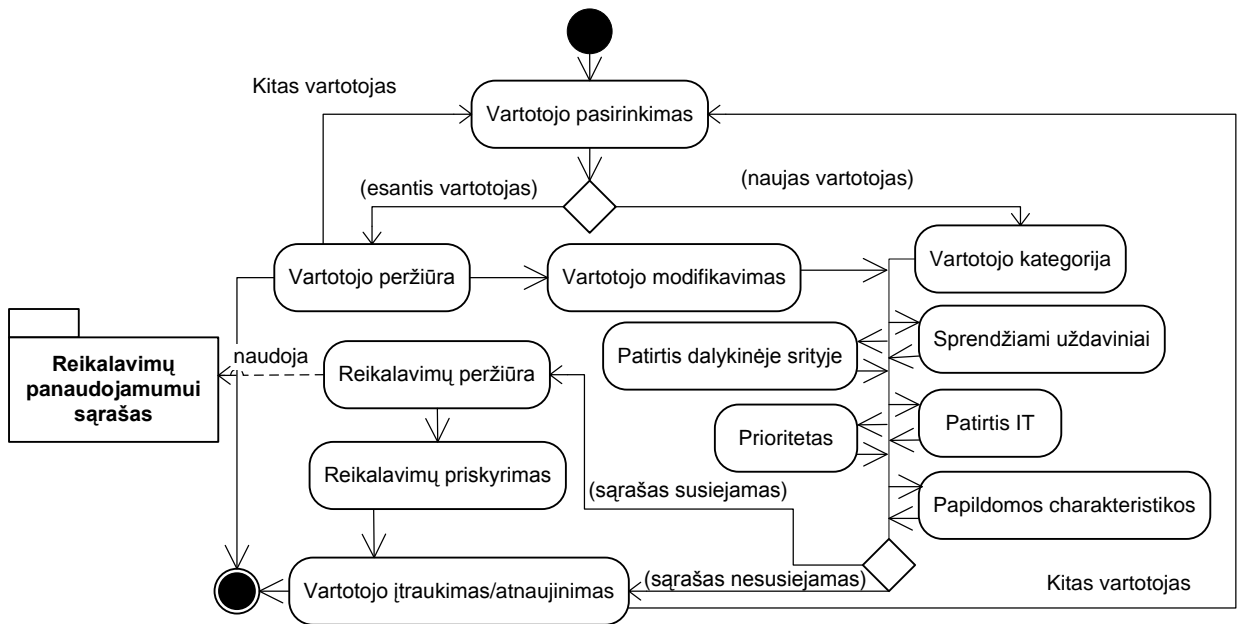 Kitas vartotojas
Vartotojo pasirinkimas
(esantis vartotojas)
(naujas vartotojas)
Vartotojo peržiūra
Vartotojo modifikavimas
Vartotojo kategorija
Reikalavimų
panaudojamumui
sąrašas
naudoja
Reikalavimų peržiūra
Patirtis dalykinėje srityje
Sprendžiami uždaviniai
Prioritetas
Patirtis IT
Reikalavimų priskyrimas
(sąrašas susiejamas)
Papildomos charakteristikos
Vartotojo įtraukimas/atnaujinimas
(sąrašas nesusiejamas)
Kitas vartotojas